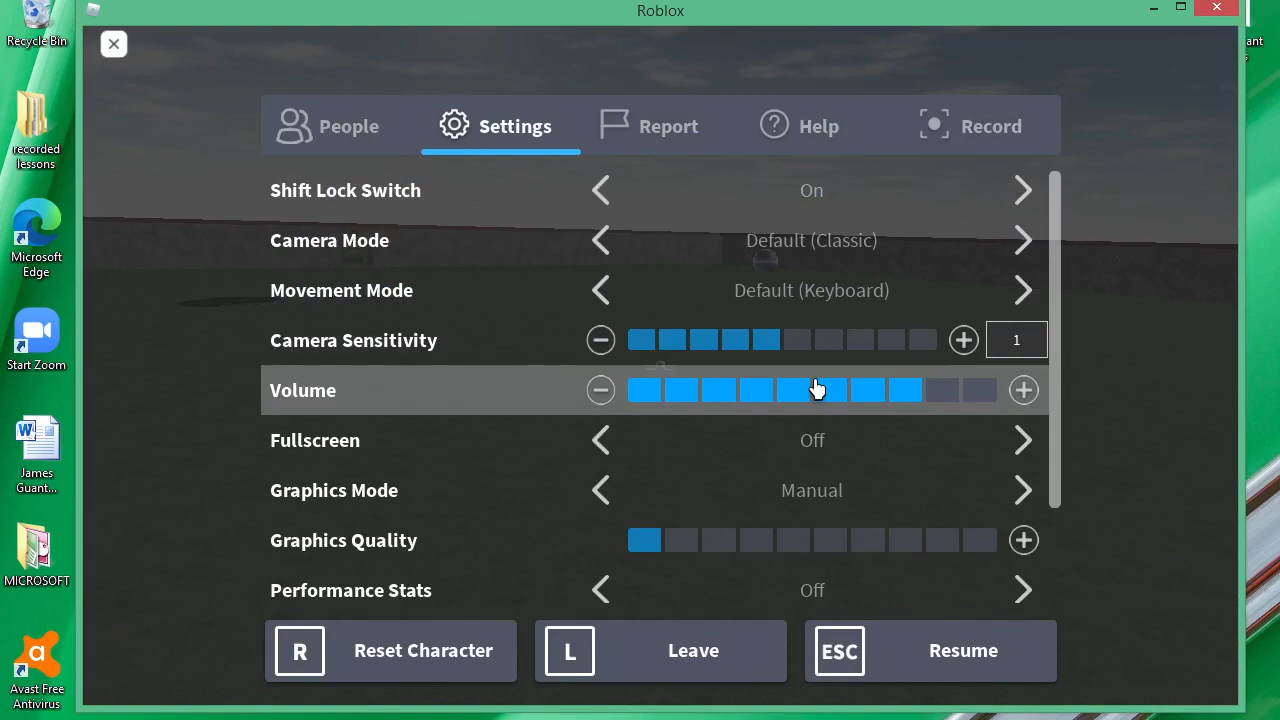 Roblox
Recycle Bin
recorded
lessons
Microsoft
Edge
Start Zoom
James
Guant...
MICROSOFT
Avast Free
Antivirus
People
Settings
Report
Help
Record
Shift Lock Switch
On
Camera Mode
Default (Classic)
Movement Mode
Default (Keyboard)
Camera Sensitivity
1
Volume
Fullscreen
Off
Graphics Mode
Manual
Graphics Quality
Performance Stats
Off
R
Reset Character
L
Leave
ESC
Resume
ant
s